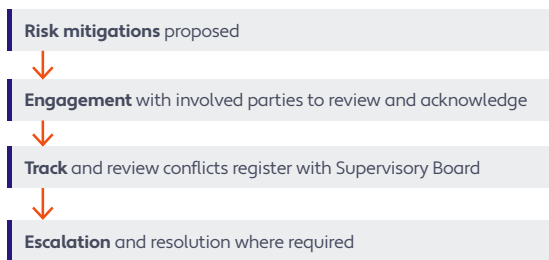 Risk mitigations proposed
Engagement with involved parties to review and acknowledge
Track and review conflicts register with Supervisory Board
Escalation and resolution where required